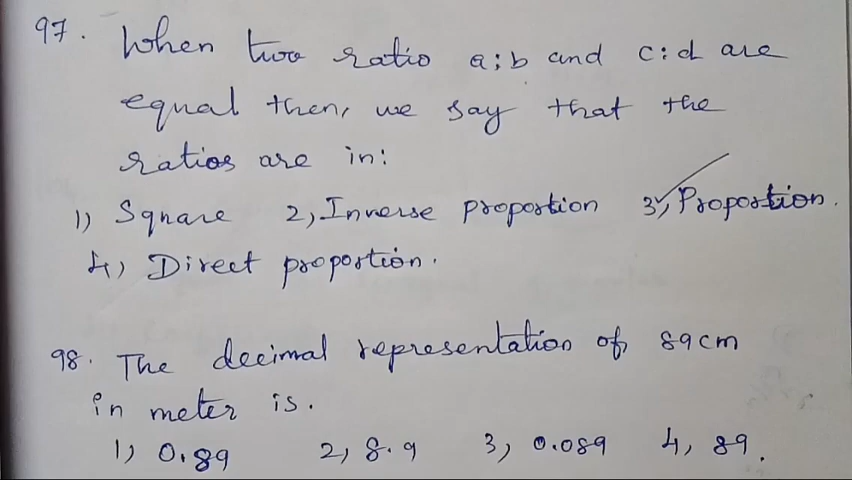 97. When two ratio a:b and c:d are
equal then, we say that the
ratios are in:
1) Square 2, Inverse proportion 3, Proportion.
4) Direct proportion.
98. The decimal representation of 89cm
in meter is.
1) 0.89 2, 8.9 3, 0.089 4, 89.